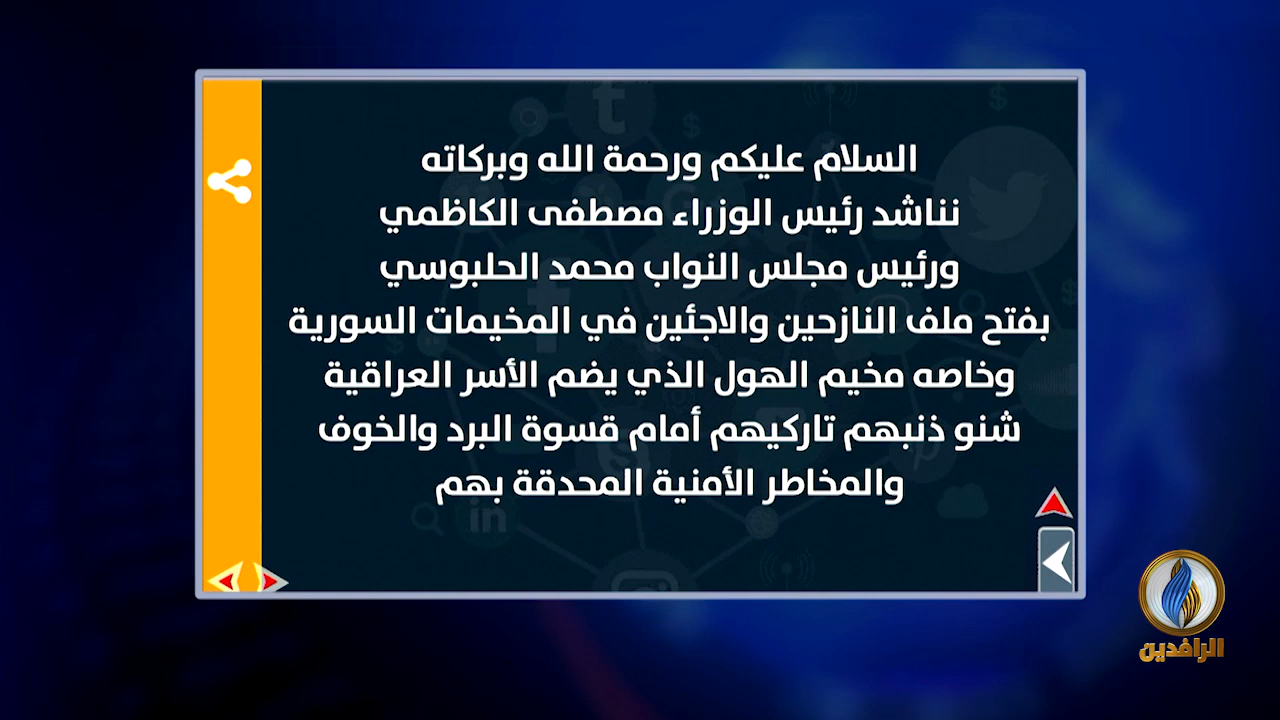 السلام عليكم ورحمة الله وبركاته
نناشد رئيس الوزراء مصطفى الكاظمي
ورئيس مجلس النواب محمد الحلبوسي
بفتح ملف النازحين والاجئين في المخيمات السورية
وخاصه مخيم الهول الذي يضم الأسر العراقية
شنو ذنبهم تاركيهم أمام قسوة البرد والخوف
والمخاطر الأمنية المحدقة بهم
الرافدين